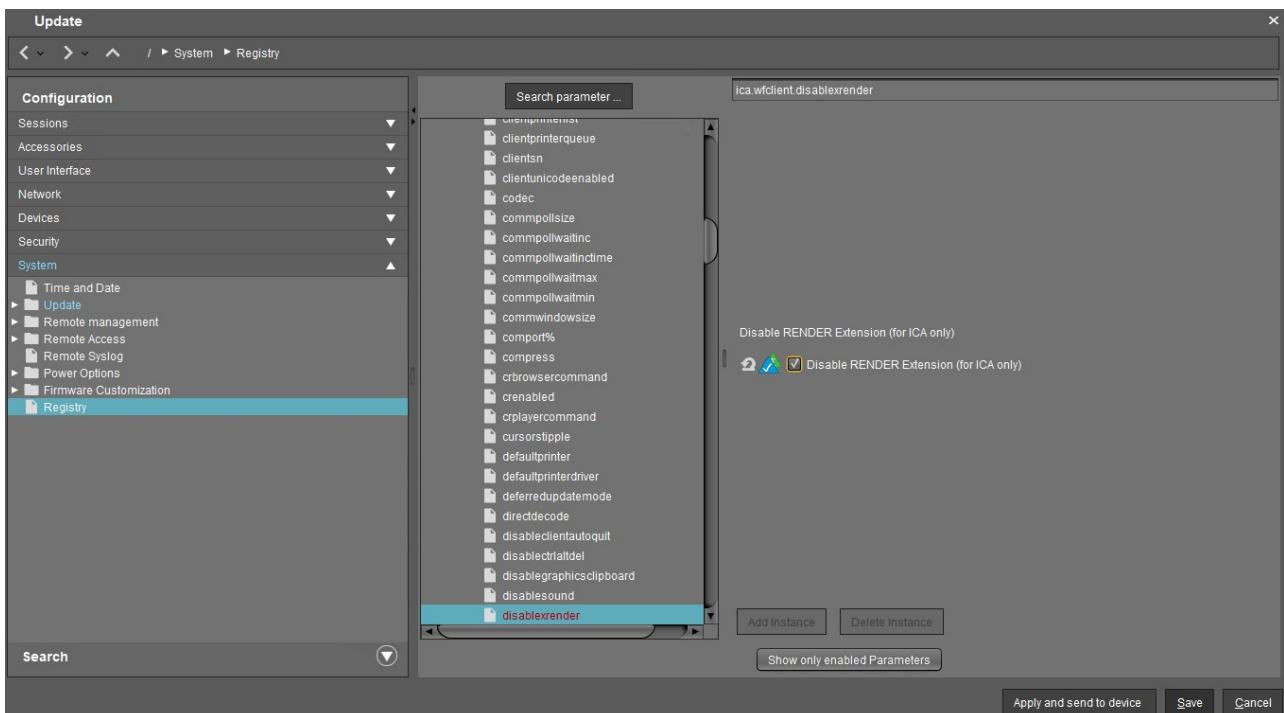 Update
/ System Registry
Configuration
Sessions
Accessories
User Interface
Network
Devices
Security
System
Time and Date
Update
Remote management
Remote Access
Remote Syslog
Power Options
Firmware Customization
Registry
Search
Search parameter ...
clientprinterlist
clientprinterqueue
clientsn
clientunicodeenabled
codec
commpollsize
commpollwaitinc
commpollwaitinctime
commpollwaitmax
commpollwaitmin
commwindowsize
comport%
compress
crbrowsercommand
crenabled
crplayercommand
cursorstipple
defaultprinter
defaultprinterdriver
deferredupdatemode
directdecode
disableclientautoquit
disablectrlaltdel
disablegraphicsclipboard
disablesound
disablexrender
ica.wfclient.disablexrender
Disable RENDER Extension (for ICA only)
Disable RENDER Extension (for ICA only)
Add Instance Delete Instance
Show only enabled Parameters
Apply and send to device Save Cancel